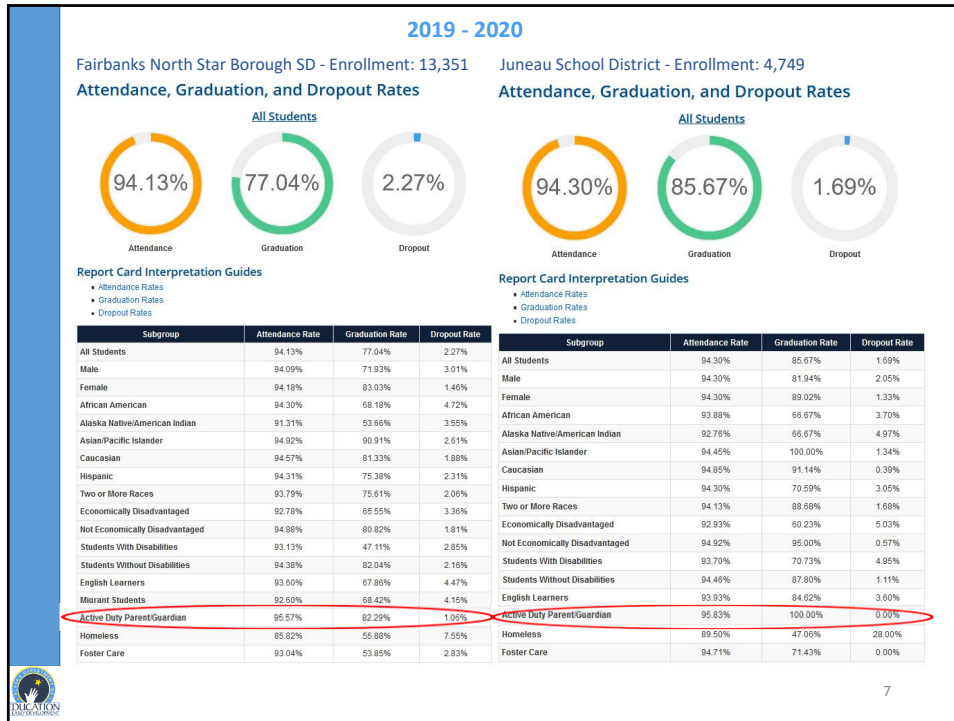 2019 - 2020
Fairbanks North Star Borough SD - Enrollment: 13,351
Attendance, Graduation, and Dropout Rates
All Students
94.13% 77.04% 2.27%
Attendance Graduation Dropout
Report Card Interpretation Guides
• Attendance Rates
• Graduation Rates
• Dropout Rates
Subgroup Attendance Rate Graduation Rate Dropout Rate
All Students 94.13% 77.04% 2.27%
Male 94.09% 71.93% 3.01%
Female 94.18% 83.03% 1.46%
African American 94.30% 68.18% 4.72%
Alaska Native/American Indian 91.31% 53.66% 3.55%
Asian/Pacific Islander 94.92% 90.91% 2.61%
Caucasian 94.57% 81.33% 1.88%
Hispanic 94.31% 75.38% 2.31%
Two or More Races 93.79% 75.61% 2.06%
Economically Disadvantaged 92.78% 65.55% 3.36%
Not Economically Disadvantaged 94.88% 80.82% 1.81%
Students With Disabilities 93.13% 47.11% 2.85%
Students Without Disabilities 94.38% 82.04% 2.16%
English Learners 93.60% 67.86% 4.47%
Migrant Students 92.60% 68.42% 4.15%
Active Duty Parent/Guardian 95.57% 82.29% 1.06%
Homeless 85.82% 55.88% 7.55%
Foster Care 93.04% 53.85% 2.83%
Juneau School District - Enrollment: 4,749
Attendance, Graduation, and Dropout Rates
All Students
94.30% 85.67% 1.69%
Attendance Graduation Dropout
Report Card Interpretation Guides
• Attendance Rates
• Graduation Rates
• Dropout Rates
Subgroup Attendance Rate Graduation Rate Dropout Rate
All Students 94.30% 85.67% 1.69%
Male 94.30% 81.94% 2.05%
Female 94.30% 89.02% 1.33%
African American 93.88% 66.67% 3.70%
Alaska Native/American Indian 92.76% 66.67% 4.97%
Asian/Pacific Islander 94.45% 100.00% 1.34%
Caucasian 94.85% 91.14% 0.39%
Hispanic 94.30% 70.59% 3.05%
Two or More Races 94.13% 88.68% 1.68%
Economically Disadvantaged 92.93% 60.23% 5.03%
Not Economically Disadvantaged 94.92% 95.00% 0.57%
Students With Disabilities 93.70% 70.73% 4.95%
Students Without Disabilities 94.46% 87.80% 1.11%
English Learners 93.93% 84.62% 3.60%
Active Duty Parent/Guardian 95.83% 100.00% 0.00%
Homeless 89.50% 47.06% 28.00%
Foster Care 94.71% 71.43% 0.00%
EDUCATION
7